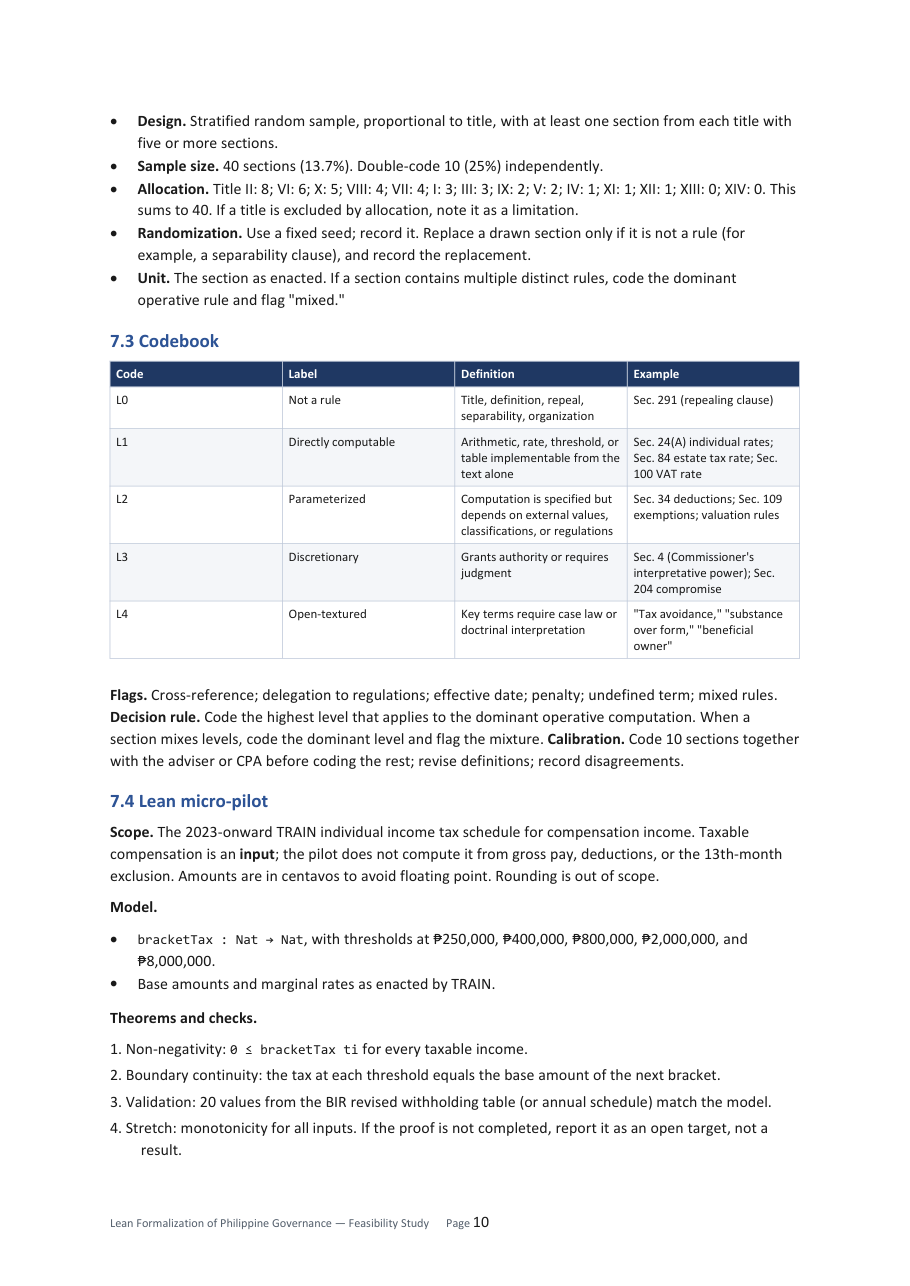 • Design. Stratified random sample, proportional to title, with at least one section from each title with
five or more sections.
• Sample size. 40 sections (13.7%). Double-code 10 (25%) independently.
• Allocation. Title II: 8; VI: 6; X: 5; VIII: 4; VII: 4; I: 3; III: 3; IX: 2; V: 2; IV: 1; XI: 1; XII: 1; XIII: 0; XIV: 0. This
sums to 40. If a title is excluded by allocation, note it as a limitation.
• Randomization. Use a fixed seed; record it. Replace a drawn section only if it is not a rule (for
example, a separability clause), and record the replacement.
• Unit. The section as enacted. If a section contains multiple distinct rules, code the dominant
operative rule and flag "mixed."
7.3 Codebook
Code Label Definition Example
L0 Not a rule Title, definition, repeal, Sec. 291 (repealing clause)
separability, organization
L1 Directly computable Arithmetic, rate, threshold, or Sec. 24(A) individual rates;
table implementable from the Sec. 84 estate tax rate; Sec.
text alone 100 VAT rate
L2 Parameterized Computation is specified but Sec. 34 deductions; Sec. 109
depends on external values, exemptions; valuation rules
classifications, or regulations
L3 Discretionary Grants authority or requires Sec. 4 (Commissioner's
judgment interpretative power); Sec.
204 compromise
L4 Open-textured Key terms require case law or "Tax avoidance," "substance
doctrinal interpretation over form," "beneficial
owner"
Flags. Cross-reference; delegation to regulations; effective date; penalty; undefined term; mixed rules.
Decision rule. Code the highest level that applies to the dominant operative computation. When a
section mixes levels, code the dominant level and flag the mixture. Calibration. Code 10 sections together
with the adviser or CPA before coding the rest; revise definitions; record disagreements.
7.4 Lean micro-pilot
Scope. The 2023-onward TRAIN individual income tax schedule for compensation income. Taxable
compensation is an input; the pilot does not compute it from gross pay, deductions, or the 13th-month
exclusion. Amounts are in centavos to avoid floating point. Rounding is out of scope.
Model.
• bracketTax : Nat → Nat, with thresholds at ₱250,000, ₱400,000, ₱800,000, ₱2,000,000, and
₱8,000,000.
• Base amounts and marginal rates as enacted by TRAIN.
Theorems and checks.
1. Non-negativity: 0 ≤ bracketTax ti for every taxable income.
2. Boundary continuity: the tax at each threshold equals the base amount of the next bracket.
3. Validation: 20 values from the BIR revised withholding table (or annual schedule) match the model.
4. Stretch: monotonicity for all inputs. If the proof is not completed, report it as an open target, not a
result.
Lean Formalization of Philippine Governance — Feasibility Study Page 10